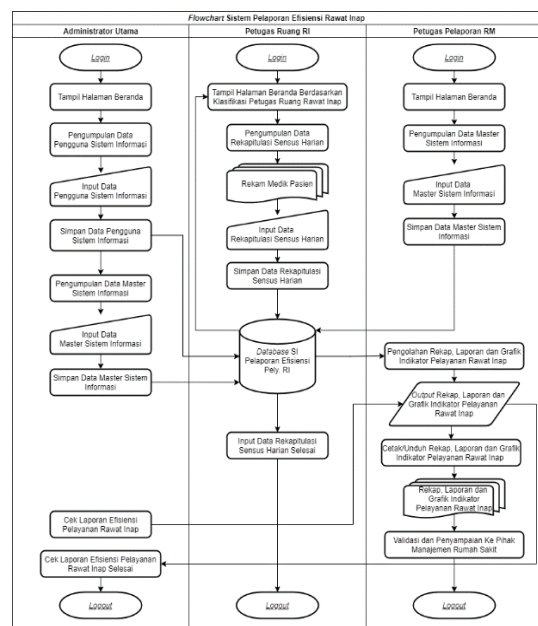 Flowchart Sistem Pelaporan Efisiensi Rawat Inap
Administrator Utama
Petugas Ruang RI
Petugas Pelaporan RM
Login
Tampil Halaman Beranda
Pengumpulan Data
Pengguna Sistem Informasi
Input Data
Pengguna Sistem Informasi
Simpan Data Pengguna
Sistem Informasi
Pengumpulan Data Master
Sistem Informasi
Input Data
Master Sistem Informasi
Simpan Data Master Sistem
Informasi
Cek Laporan Efisiensi
Pelayanan Rawat Inap
Cek Laporan Efisiensi Pelayanan
Rawat Inap Selesai
Logout
Login
Tampil Halaman Beranda Berdasarkan
Klasifikasi Petugas Ruang Rawat Inap
Pengumpulan Data
Rekapitulasi Sensus Harian
Rekam Medik Pasien
Input Data
Rekapitulasi Sensus Harian
Simpan Data Rekapitulasi
Sensus Harian
Database SI
Pelaporan Efisiensi
Pely. RI
Input Data Rekapitulasi
Sensus Harian Selesai
Logout
Login
Tampil Halaman Beranda
Pengumpulan Data Master
Sistem Informasi
Input Data
Master Sistem Informasi
Simpan Data Master Sistem
Informasi
Pengolahan Rekap, Laporan dan Grafik
Indikator Pelayanan Rawat Inap
Output Rekap, Laporan dan
Grafik Indikator Pelayanan
Rawat Inap
Cetak/Unduh Rekap, Laporan dan Grafik
Indikator Pelayanan Rawat Inap
Rekap, Laporan dan
Grafik Indikator
Pelayanan Rawat Inap
Validasi dan Penyampaian Ke Pihak
Manajemen Rumah Sakit
Logout